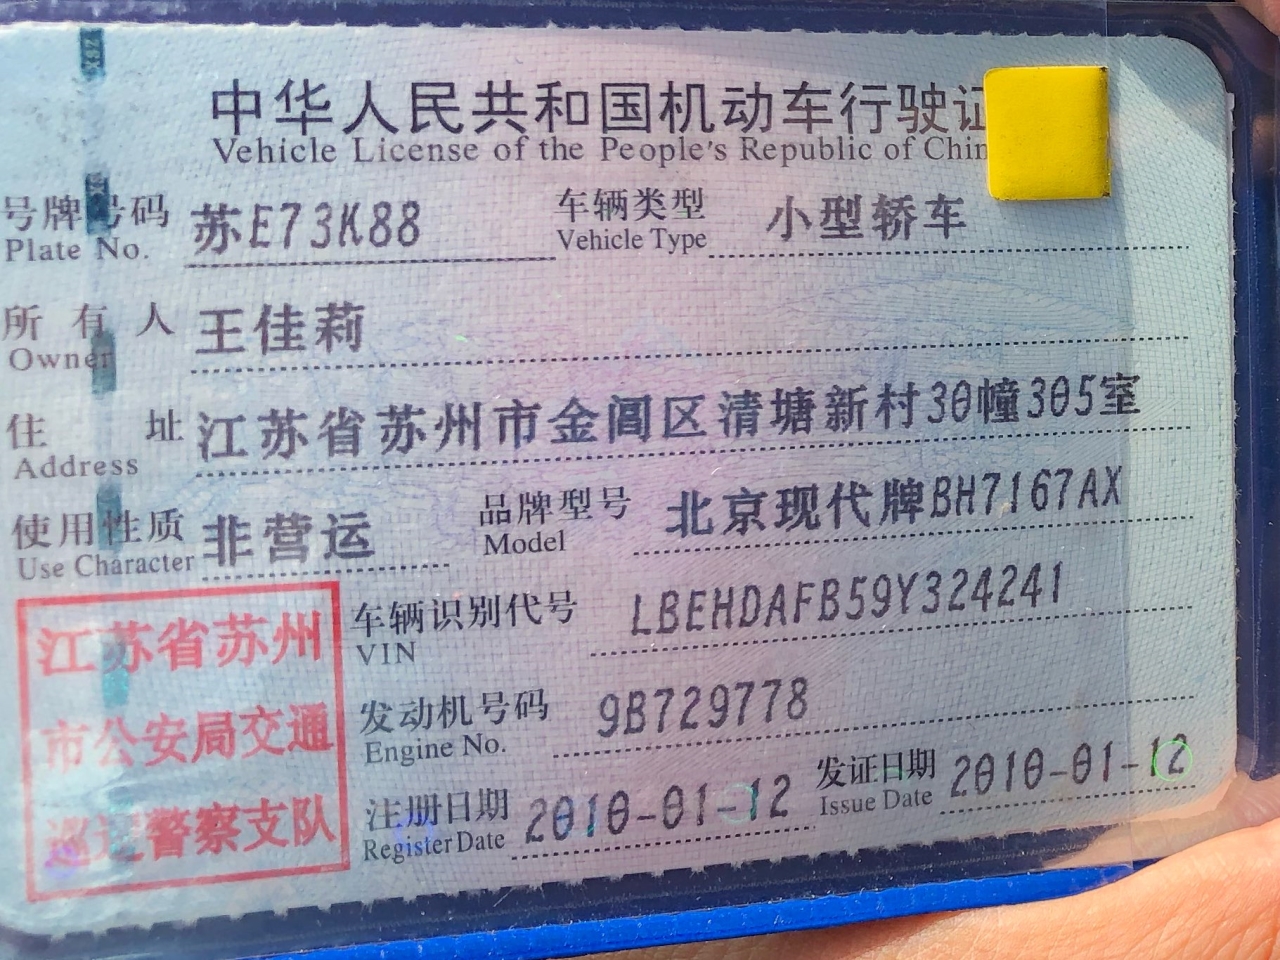 中华人民共和国机动车行驶证
Vehicle License of the People's Republic of Chin
号牌号码 苏E73K88 车辆类型 小型轿车
Plate No. Vehicle Type
所有人 王佳莉
Owner
住址 江苏省苏州市金阊区清塘新村30幢305室
Address
使用性质 非营运 品牌型号 北京现代牌BH7167AX
Use Character Model
车辆识别代号 LBEHDAFB59Y324241
VIN
发动机号码 9B729778
Engine No.
注册日期 2010-01-12 发证日期 2010-01-12
Register Date Issue Date
江苏省苏州
市公安局交通
巡逻警察支队